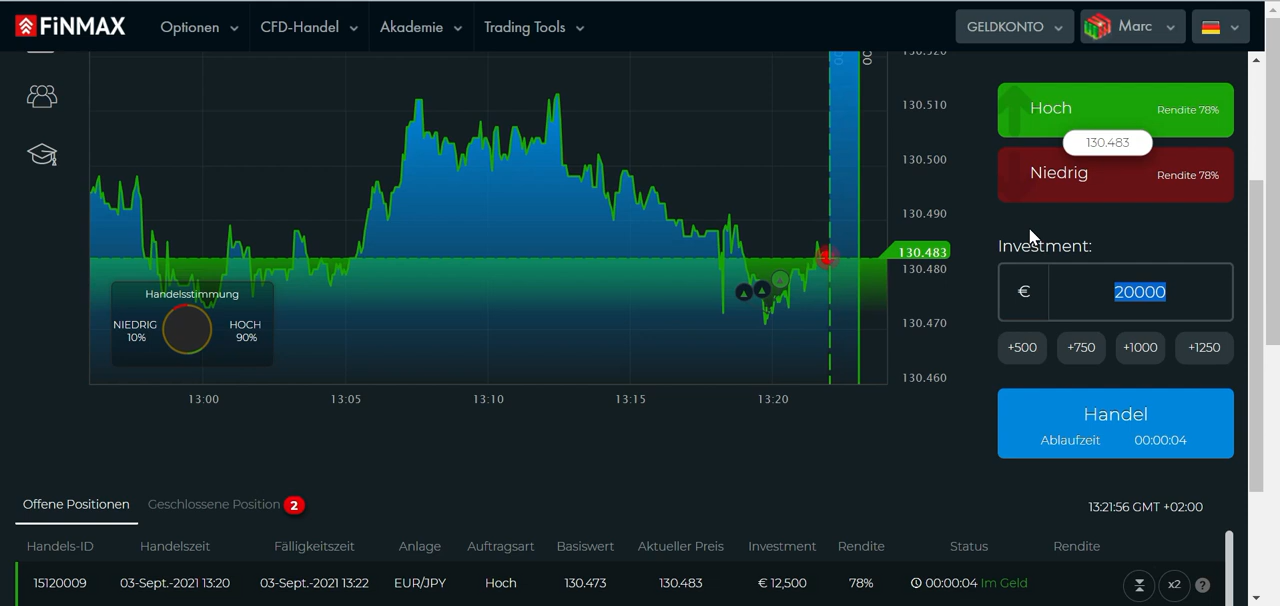 FiNMAX Optionen CFD-Handel Akademie Trading Tools GELDKONTO Marc
130.520
130.510
130.500
130.490
130.483
130.480
130.470
130.460
Handelsstimmung
NIEDRIG HOCH
10% 90%
13:00 13:05 13:10 13:15 13:20
Hoch Rendite 78%
130.483
Niedrig Rendite 78%
Investment:
€ 20000
+500 +750 +1000 +1250
Handel
Ablaufzeit 00:00:04
Offene Positionen Geschlossene Position 2 13:21:56 GMT +02:00
Handels-ID Handelszeit Fälligkeitszeit Anlage Auftragsart Basiswert Aktueller Preis Investment Rendite Status Rendite
15120009 03-Sept.-2021 13:20 03-Sept.-2021 13:22 EUR/JPY Hoch 130.473 130.483 € 12,500 78% 00:00:04 Im Geld x2 ?